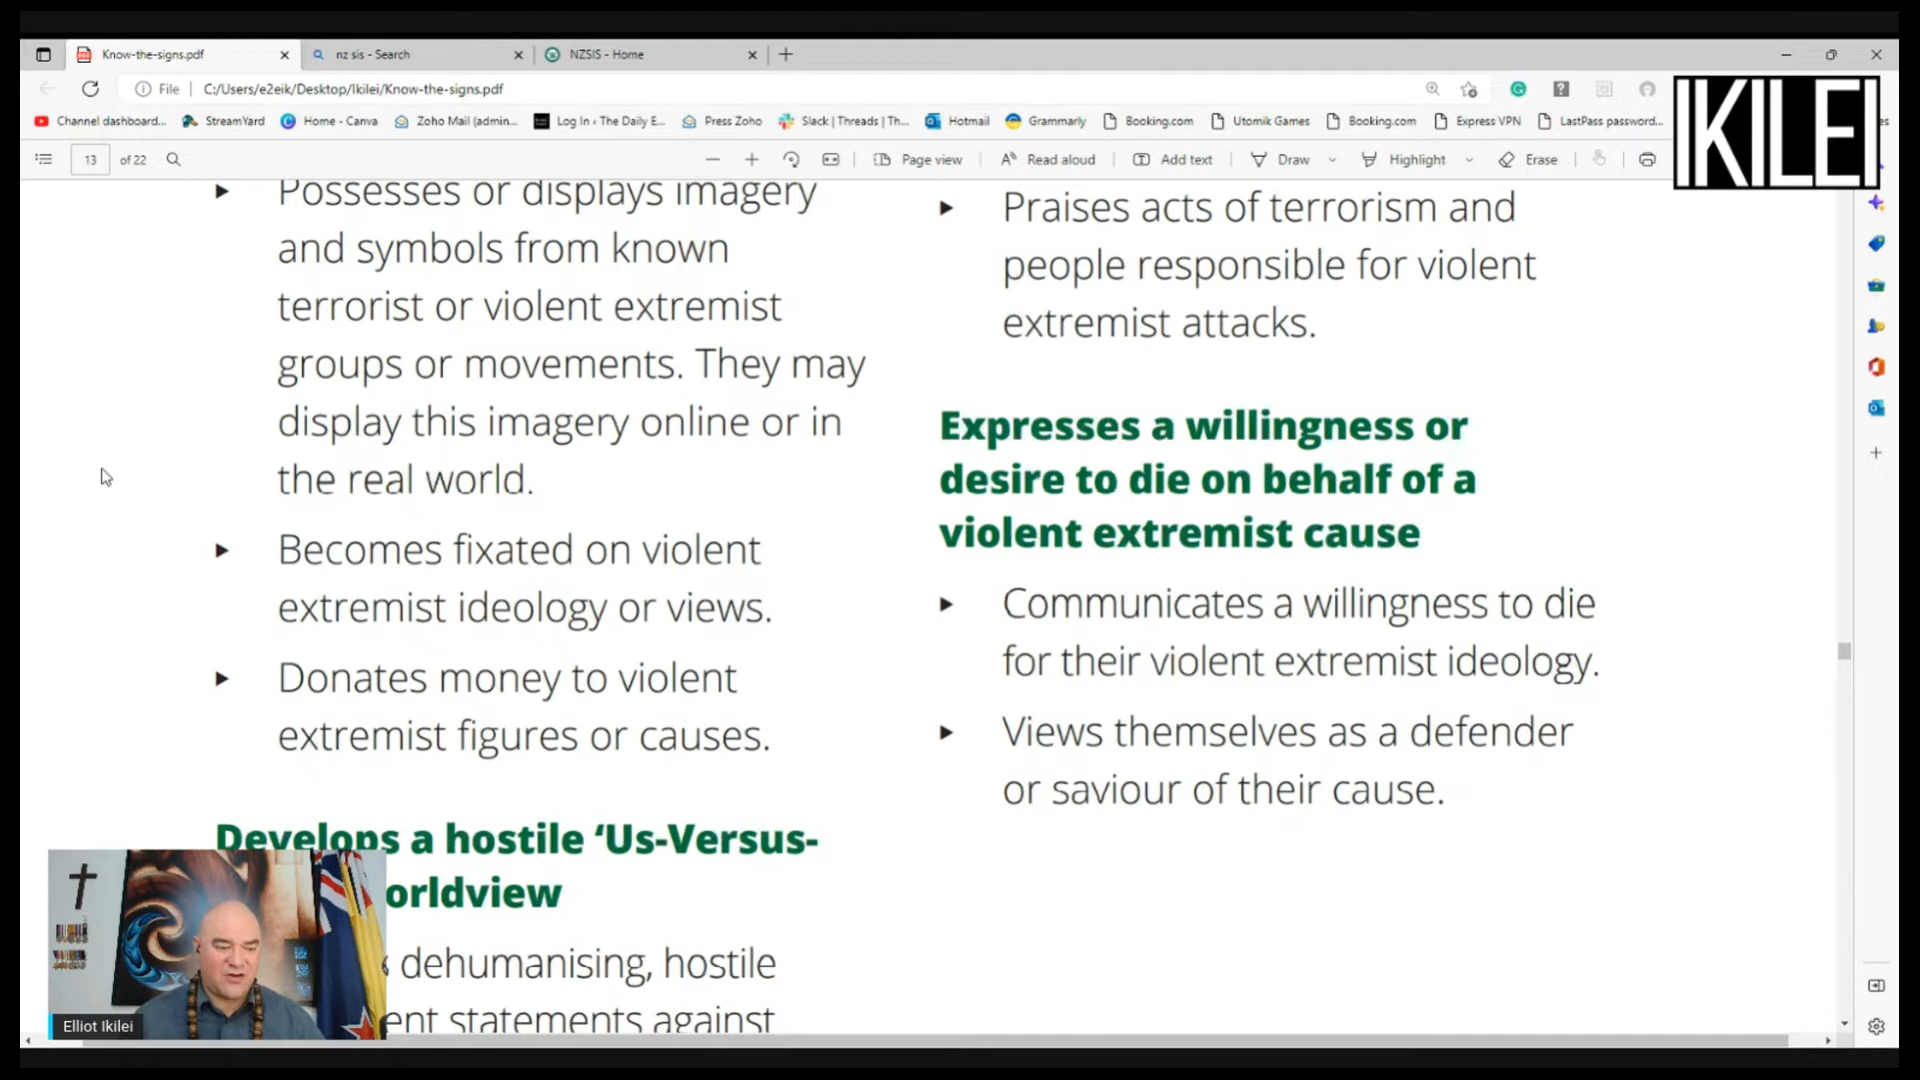 Know-the-signs.pdf
nz sis - Search
NZSIS - Home
File
C:/Users/e2eik/Desktop/Ikilei/Know-the-signs.pdf
IKILEI
Channel dashboard...
StreamYard
Home - Canva
Zoho Mail (admin...
Log In ‹ The Daily E...
Press Zoho
Slack | Threads | Th...
Hotmail
Grammarly
Booking.com
Utomik Games
Booking.com
Express VPN
LastPass password...
es
13 of 22
Page view
Read aloud
Add text
Draw
Highlight
Erase
Possesses or displays imagery
and symbols from known
terrorist or violent extremist
groups or movements. They may
display this imagery online or in
the real world.
Becomes fixated on violent
extremist ideology or views.
Donates money to violent
extremist figures or causes.
Develops a hostile ‘Us-Versus-
orldview
dehumanising, hostile
ent statements against
Praises acts of terrorism and
people responsible for violent
extremist attacks.
Expresses a willingness or
desire to die on behalf of a
violent extremist cause
Communicates a willingness to die
for their violent extremist ideology.
Views themselves as a defender
or saviour of their cause.
Elliot Ikilei